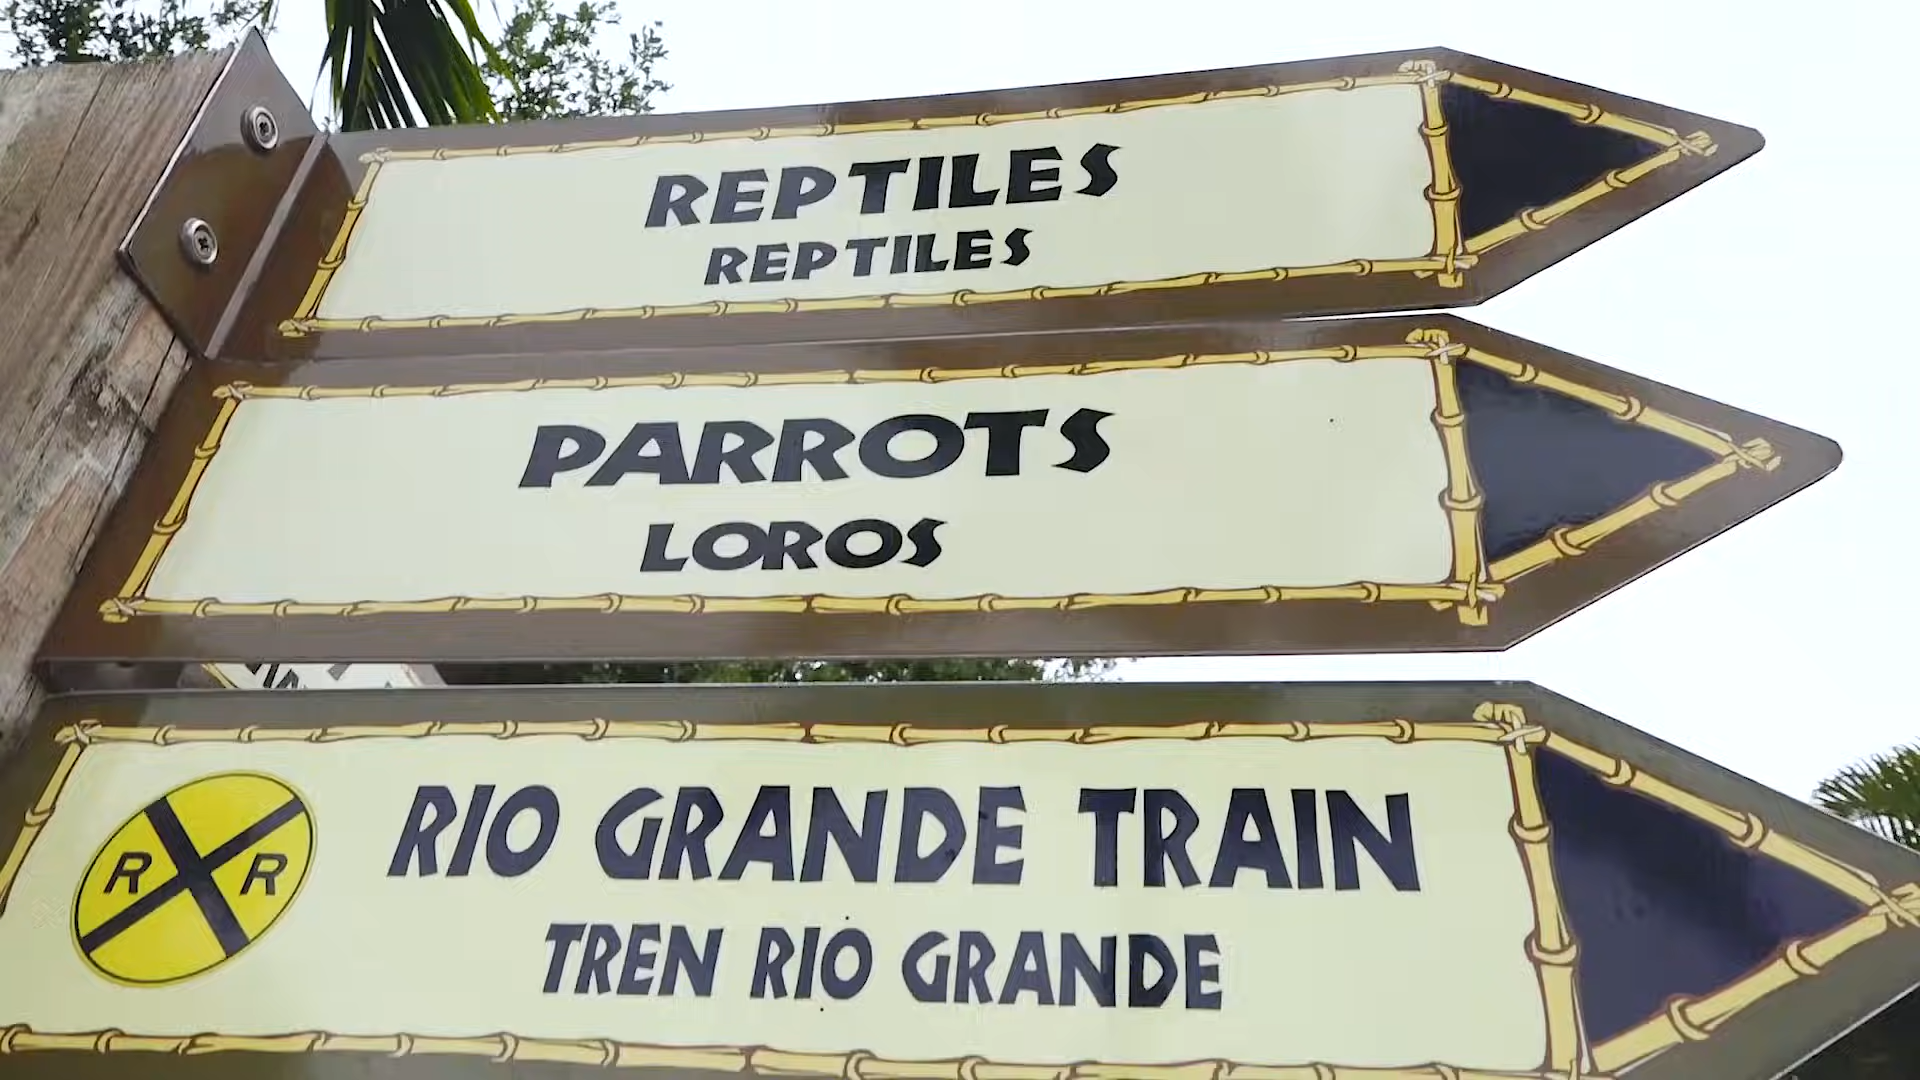 REPTILES
REPTILES
PARROTS
LOROS
RIO GRANDE TRAIN
R R
TREN RIO GRANDE